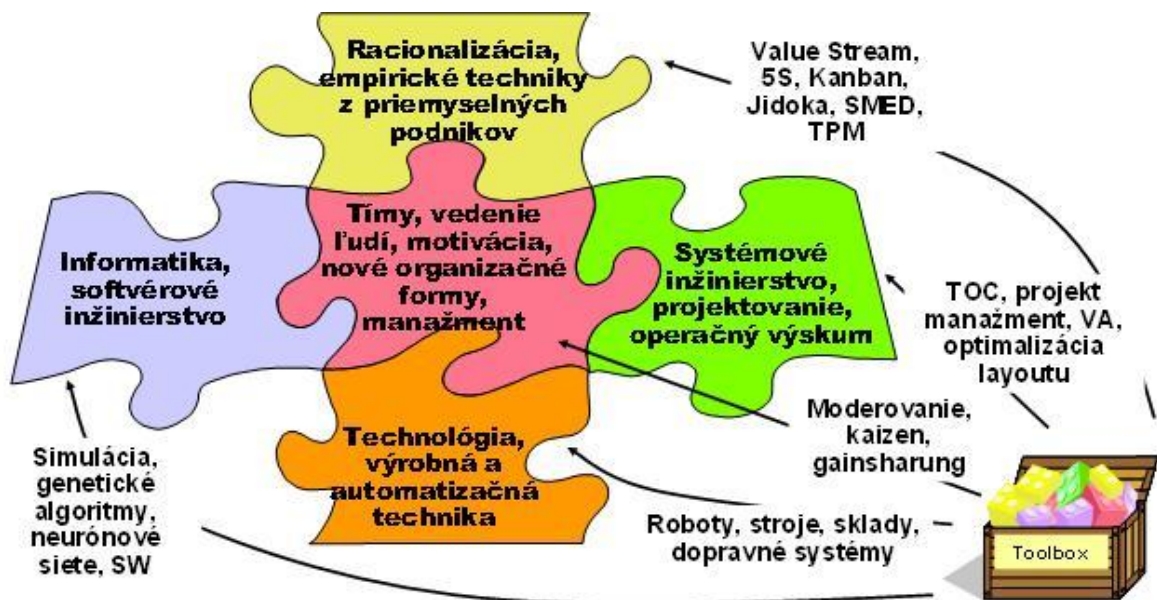 Racionalizácia,
empirické techniky
z priemyselných
podnikov
Value Stream,
5S, Kanban,
Jidoka, SMED,
TPM
Informatika,
softvérové
inžinierstvo
Tímy, vedenie
ľudí, motivácia,
nové organizačné
formy,
manažment
Systémové
inžinierstvo,
projektovanie,
operačný výskum
TOC, projekt
manažment, VA,
optimalizácia
layoutu
Technológia,
výrobná a
automatizačná
technika
Moderovanie,
kaizen,
gainsharung
Simulácia,
genetické
algoritmy,
neurónové
siete, SW
Roboty, stroje, sklady,
dopravné systémy
Toolbox